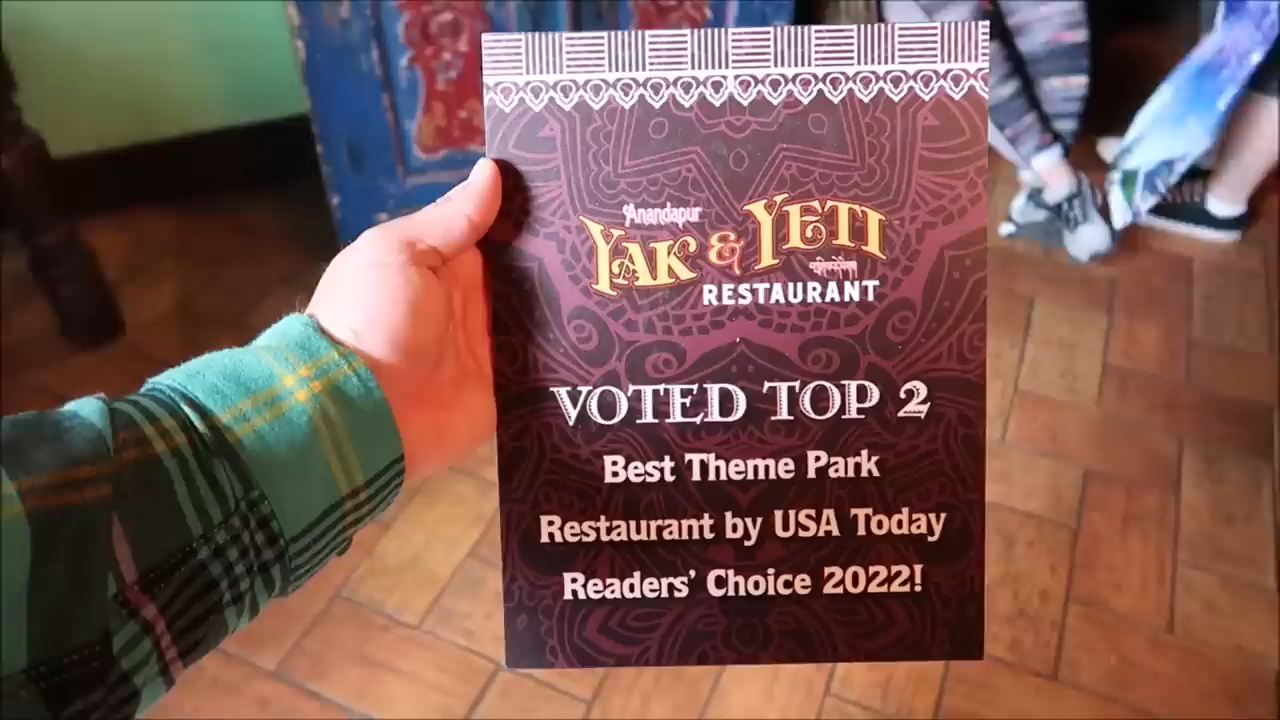 Anandapur
YAK & YETI
RESTAURANT
VOTED TOP 2
Best Theme Park
Restaurant by USA Today
Readers' Choice 2022!